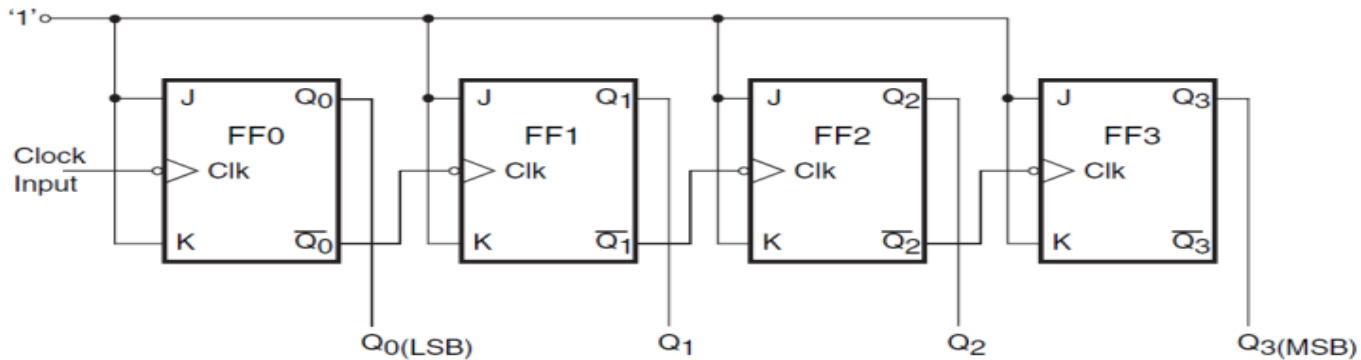 '1'
J Q0 J Q1 J Q2 J Q3
FF0 FF1 FF2 FF3
Clock
Input
Clk Clk Clk Clk
K Q̅0 K Q̅1 K Q̅2 K Q̅3
Q0(LSB) Q1 Q2 Q3(MSB)